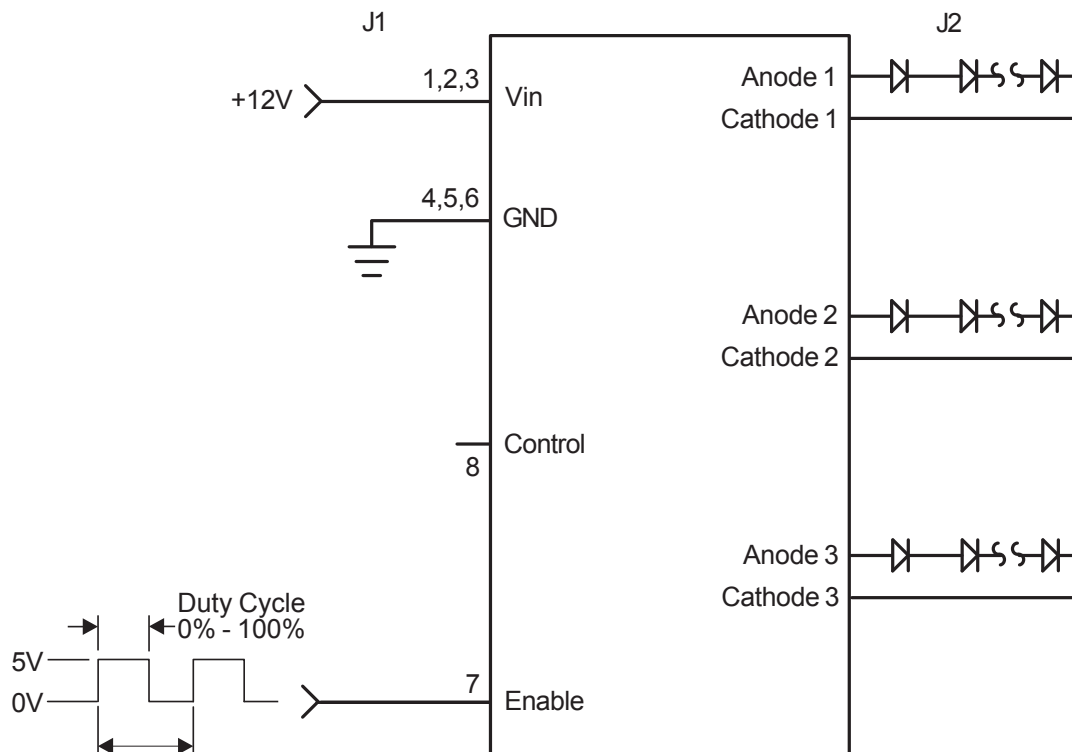 J1
J2
1,2,3
Anode 1
+12V
Vin
Cathode 1
4,5,6
GND
Anode 2
Cathode 2
Control
8
Anode 3
Cathode 3
Duty Cycle
0% - 100%
5V
0V
7
Enable